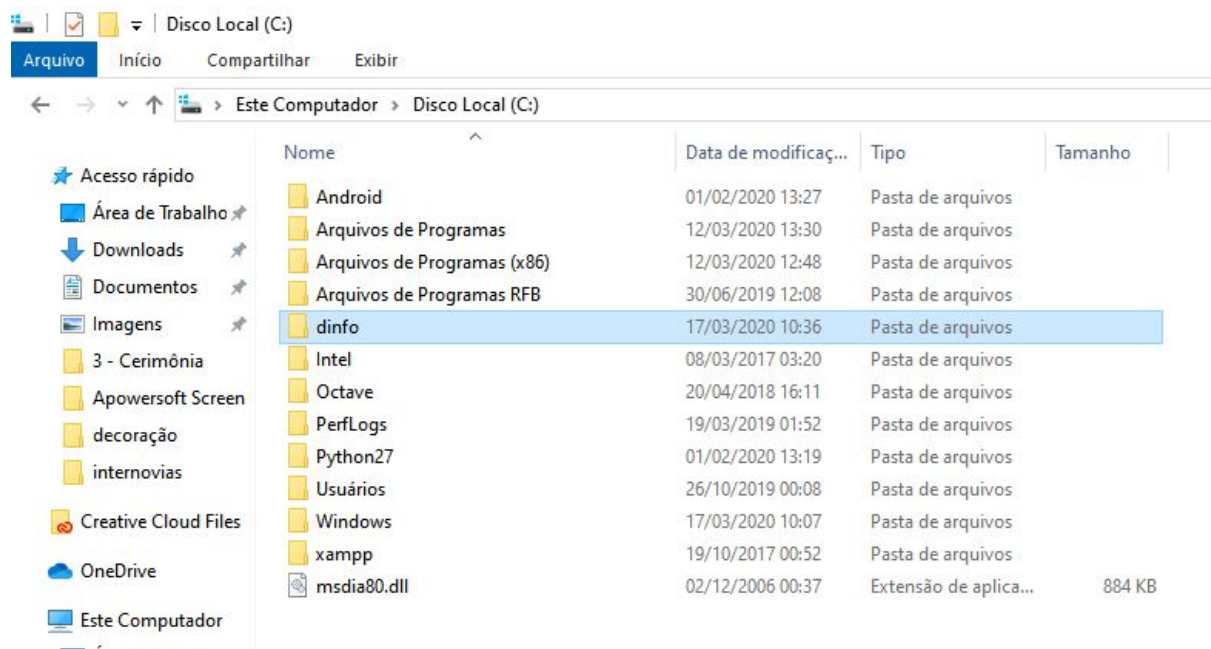 Disco Local (C:)
Arquivo Início Compartilhar Exibir
Este Computador > Disco Local (C:)
Nome Data de modificaç... Tipo Tamanho
Acesso rápido
Área de Trabalho
Downloads
Documentos
Imagens
3 - Cerimônia
Apowersoft Screen
decoração
internovias
Creative Cloud Files
OneDrive
Este Computador
Android 01/02/2020 13:27 Pasta de arquivos
Arquivos de Programas 12/03/2020 13:30 Pasta de arquivos
Arquivos de Programas (x86) 12/03/2020 12:48 Pasta de arquivos
Arquivos de Programas RFB 30/06/2019 12:08 Pasta de arquivos
dinfo 17/03/2020 10:36 Pasta de arquivos
Intel 08/03/2017 03:20 Pasta de arquivos
Octave 20/04/2018 16:11 Pasta de arquivos
PerfLogs 19/03/2019 01:52 Pasta de arquivos
Python27 01/02/2020 13:19 Pasta de arquivos
Usuários 26/10/2019 00:08 Pasta de arquivos
Windows 17/03/2020 10:07 Pasta de arquivos
xampp 19/10/2017 00:52 Pasta de arquivos
msdia80.dll 02/12/2006 00:37 Extensão de aplica... 884 KB